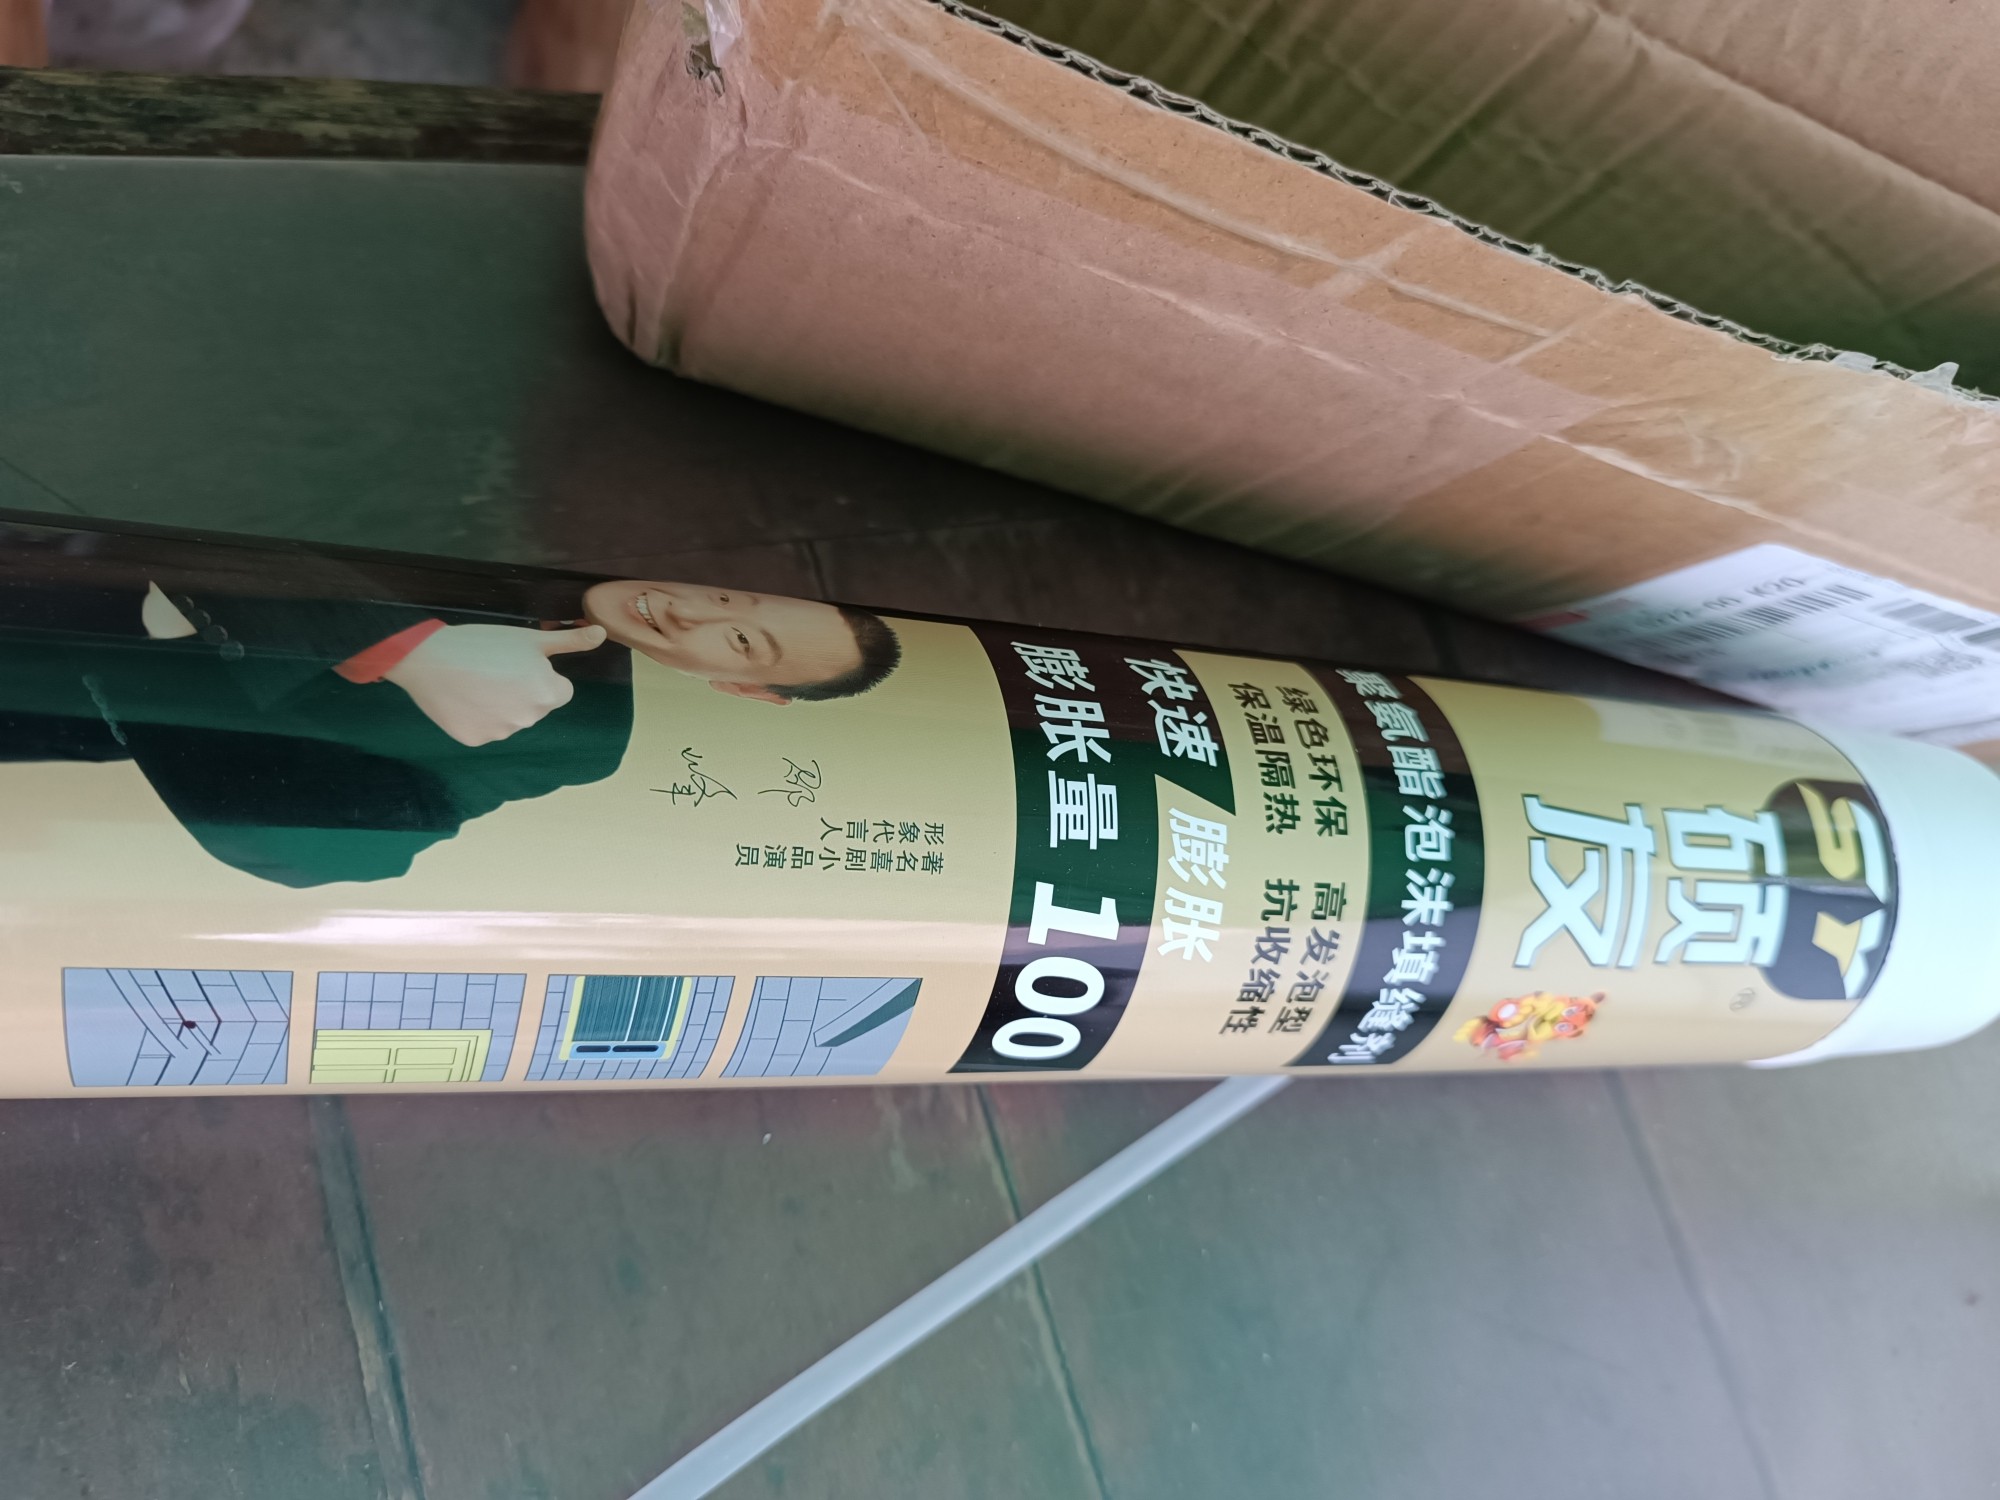 SY
硕度
®
聚氨酯泡沫填缝剂
绿色环保 高发泡型
保温隔热 抗收缩性
快速/膨胀
膨胀量 100
著名喜剧小品演员
形象代言人
邵峰